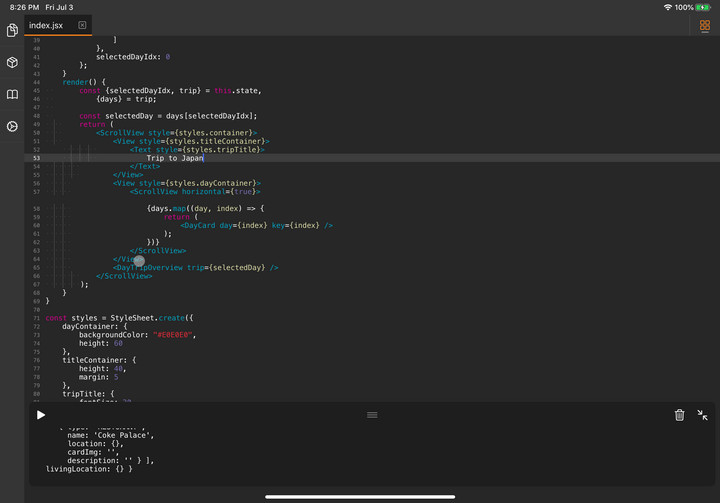 8:26 PM Fri Jul 3
100%
index.jsx
39 ]
40 },
41 selectedDayIdx: 0
42 };
43 }
44 render() {
45 const {selectedDayIdx, trip} = this.state,
46 {days} = trip;
47
48 const selectedDay = days[selectedDayIdx];
49 return (
50 <ScrollView style={styles.container}>
51 <View style={styles.titleContainer}>
52 <Text style={styles.tripTitle}>
53 Trip to Japan
54 </Text>
55 </View>
56 <View style={styles.dayContainer}>
57 <ScrollView horizontal={true}>
58 {days.map((day, index) => {
59 return (
60 <DayCard day={index} key={index} />
61 );
62 })}
63 </ScrollView>
64 </View>
65 <DayTripOverview trip={selectedDay} />
66 </ScrollView>
67 );
68 }
69 }
70
71 const styles = StyleSheet.create({
72 dayContainer: {
73 backgroundColor: "#E0E0E0",
74 height: 60
75 },
76 titleContainer: {
77 height: 40,
78 margin: 5
79 },
80 tripTitle: {
name: 'Coke Palace',
location: {},
cardImg: '',
description: '' } ],
livingLocation: {} }